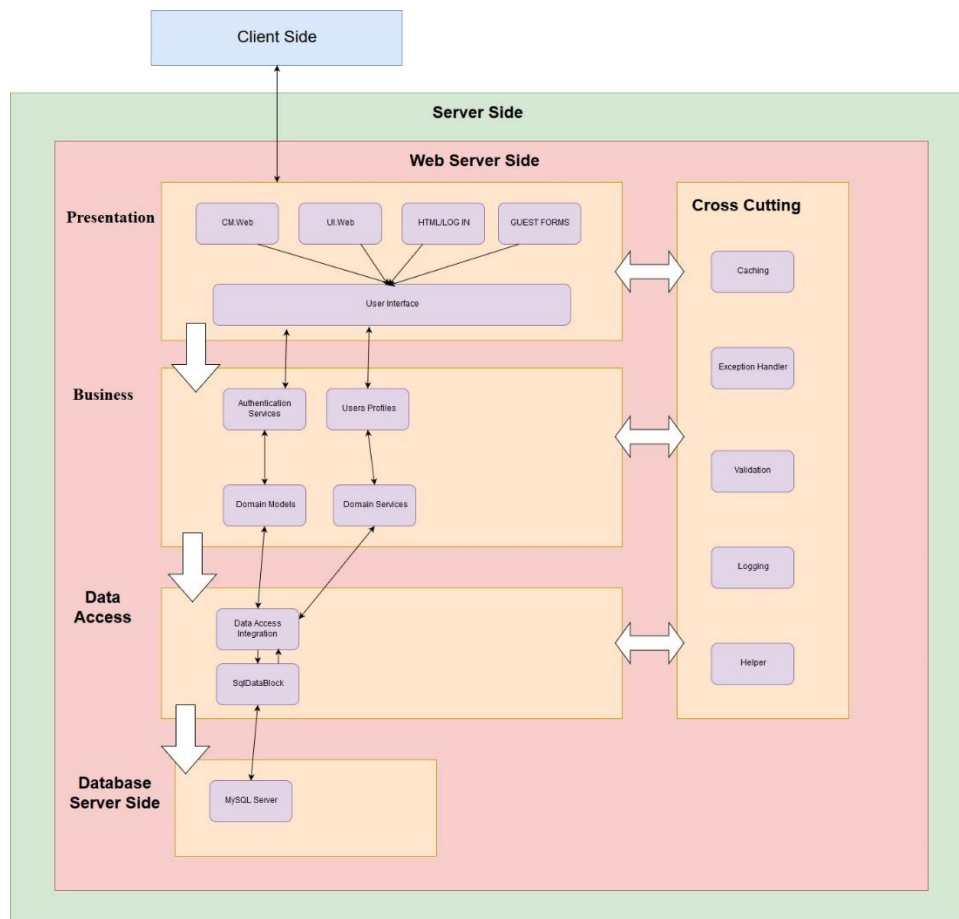 Client Side
Server Side
Web Server Side
Presentation
CM.Web
UI.Web
HTML/LOG IN
GUEST FORMS
User Interface
Cross Cutting
Caching
Exception Handler
Validation
Logging
Helper
Business
Authentication
Services
Users Profiles
Domain Models
Domain Services
Data
Access
Data Access
Integration
SqlDataBlock
Database
Server Side
MySQL Server